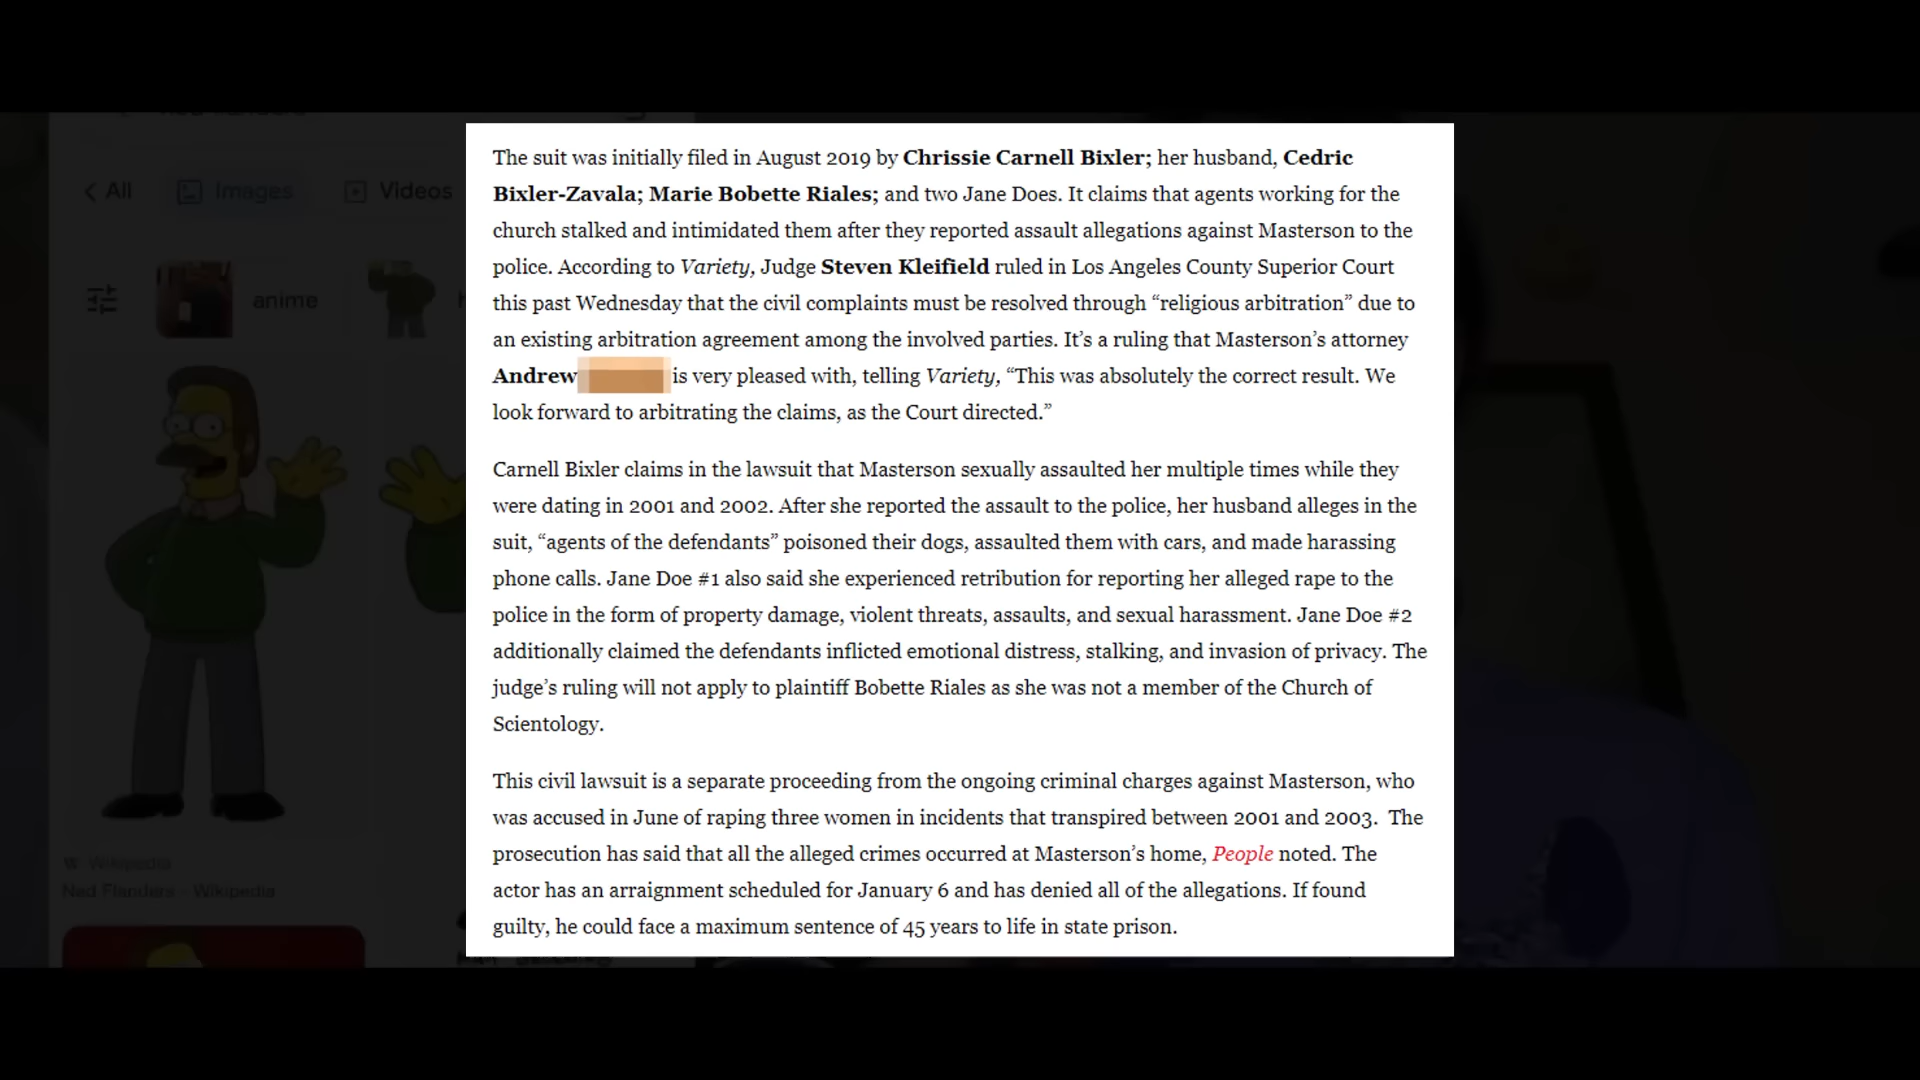 All
Images
Videos
anime
The suit was initially filed in August 2019 by Chrissie Carnell Bixler; her husband, Cedric
Bixler-Zavala; Marie Bobette Riales; and two Jane Does. It claims that agents working for the
church stalked and intimidated them after they reported assault allegations against Masterson to the
police. According to Variety, Judge Steven Kleifield ruled in Los Angeles County Superior Court
this past Wednesday that the civil complaints must be resolved through “religious arbitration” due to
an existing arbitration agreement among the involved parties. It’s a ruling that Masterson’s attorney
Andrew is very pleased with, telling Variety, “This was absolutely the correct result. We
look forward to arbitrating the claims, as the Court directed.”
Carnell Bixler claims in the lawsuit that Masterson sexually assaulted her multiple times while they
were dating in 2001 and 2002. After she reported the assault to the police, her husband alleges in the
suit, “agents of the defendants” poisoned their dogs, assaulted them with cars, and made harassing
phone calls. Jane Doe #1 also said she experienced retribution for reporting her alleged rape to the
police in the form of property damage, violent threats, assaults, and sexual harassment. Jane Doe #2
additionally claimed the defendants inflicted emotional distress, stalking, and invasion of privacy. The
judge’s ruling will not apply to plaintiff Bobette Riales as she was not a member of the Church of
Scientology.
This civil lawsuit is a separate proceeding from the ongoing criminal charges against Masterson, who
was accused in June of raping three women in incidents that transpired between 2001 and 2003. The
prosecution has said that all the alleged crimes occurred at Masterson’s home, People noted. The
actor has an arraignment scheduled for January 6 and has denied all of the allegations. If found
guilty, he could face a maximum sentence of 45 years to life in state prison.
W Wikipedia
Ned Flanders - Wikipedia